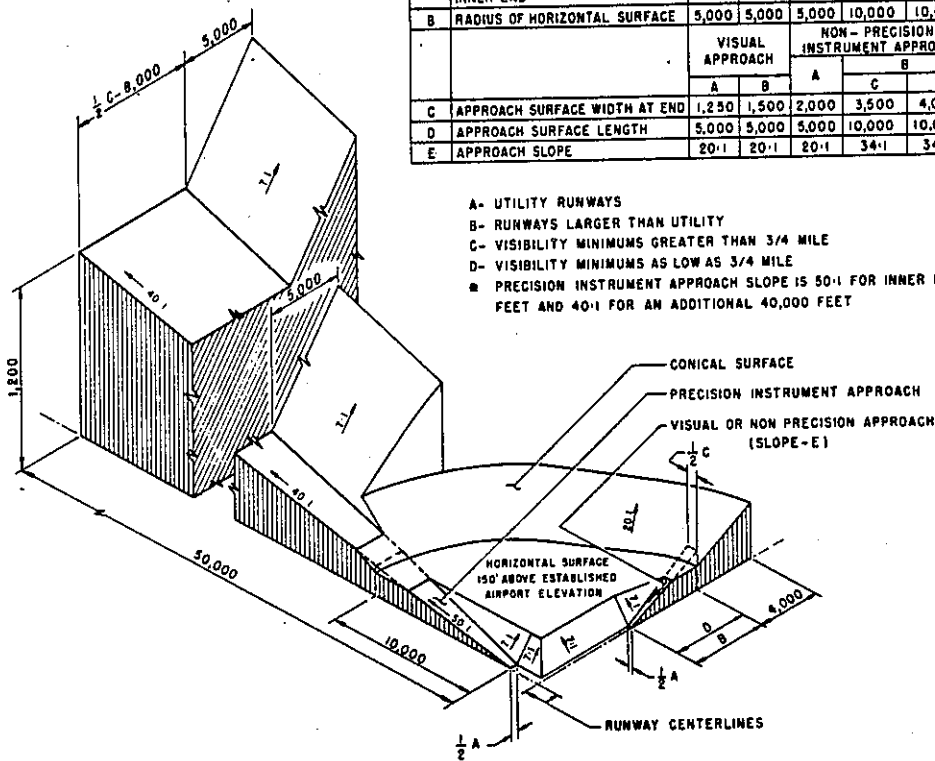 B RADIUS OF HORIZONTAL SURFACE 5,000 5,000 5,000 10,000
VISUAL APPROACH
NON-PRECISION
INSTRUMENT
A B A B
C
C APPROACH SURFACE WIDTH AT END 1,250 1,500 2,000 3,500
D APPROACH SURFACE LENGTH 5,000 5,000 5,000 10,000
E APPROACH SLOPE 20:1 20:1 20:1 34:1
A- UTILITY RUNWAYS
B- RUNWAYS LARGER THAN UTILITY
C- VISIBILITY MINIMUMS GREATER THAN 3/4 MILE
D- VISIBILITY MINIMUMS AS LOW AS 3/4 MILE
* PRECISION INSTRUMENT APPROACH SLOPE IS 50:1 FOR INNER
FEET AND 40:1 FOR AN ADDITIONAL 40,000 FEET
5,000
½ C-8,000
7:1
40:1
5,000
1,200
7:1
40:1
CONICAL SURFACE
PRECISION INSTRUMENT APPROACH
VISUAL OR NON PRECISION APPROACH
(SLOPE-E)
½ C
20:1
HORIZONTAL SURFACE
150' ABOVE ESTABLISHED
AIRPORT ELEVATION
50,000
50:1
10,000
7:1
7:1
7:1
7:1
4,000
D
B
½ A
RUNWAY CENTERLINES
½ A